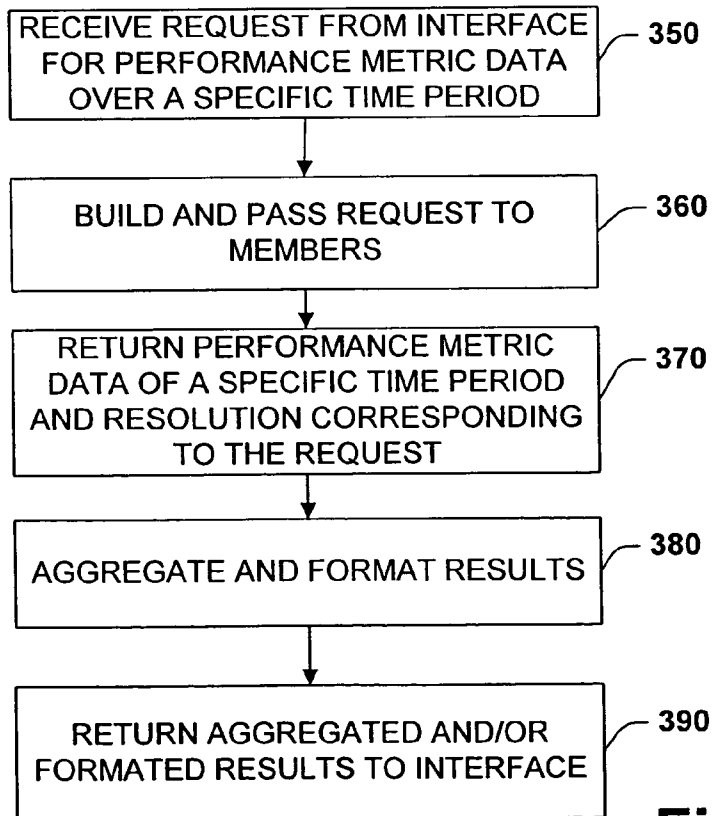 RECEIVE REQUEST FROM INTERFACE
FOR PERFORMANCE METRIC DATA
OVER A SPECIFIC TIME PERIOD
350
BUILD AND PASS REQUEST TO
MEMBERS
360
RETURN PERFORMANCE METRIC
DATA OF A SPECIFIC TIME PERIOD
AND RESOLUTION CORRESPONDING
TO THE REQUEST
370
AGGREGATE AND FORMAT RESULTS
380
RETURN AGGREGATED AND/OR
FORMATED RESULTS TO INTERFACE
390